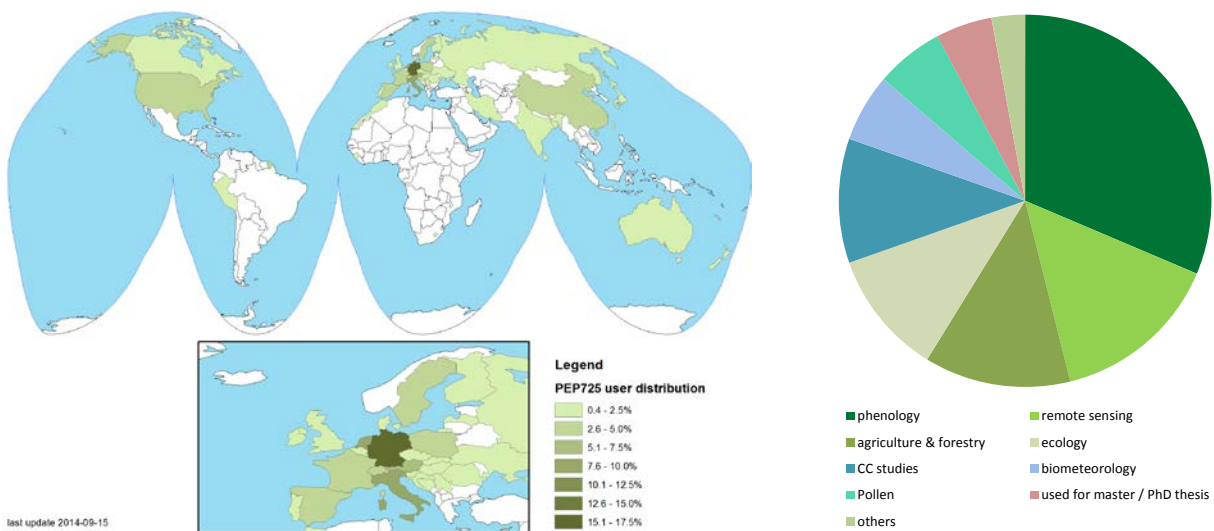 Legend
PEP725 user distribution
0.4 - 2.5%
2.6 - 5.0%
5.1 - 7.5%
7.6 - 10.0%
10.1 - 12.5%
12.6 - 15.0%
15.1 - 17.5%
last update 2014-09-15
phenology
remote sensing
agriculture & forestry
ecology
CC studies
biometeorology
Pollen
used for master / PhD thesis
others